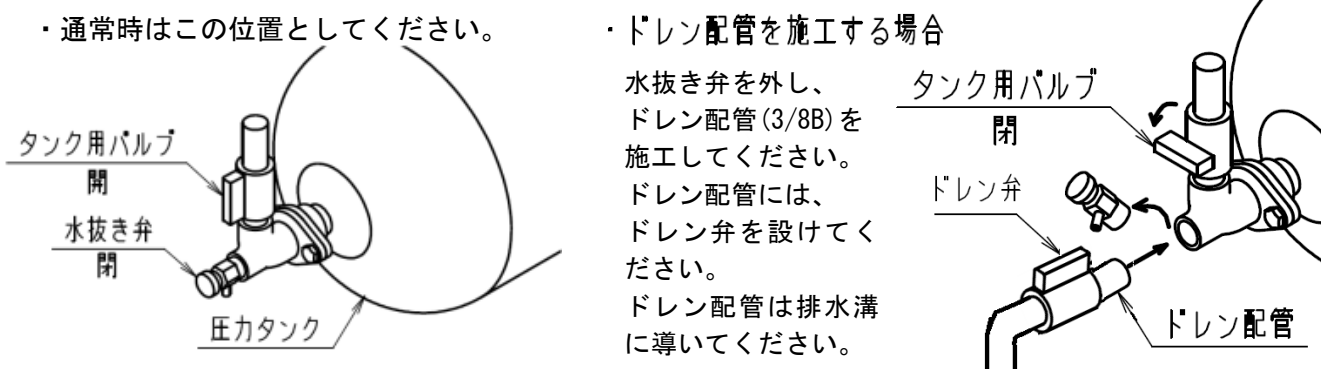 ・通常時はこの位置としてください。
タンク用バルブ
開
水抜き弁
閉
圧力タンク
・ドレン配管を施工する場合
水抜き弁を外し、
ドレン配管(3/8B)を
施工してください。
ドレン配管には、
ドレン弁を設けてく
ださい。
ドレン配管は排水溝
に導いてください。
タンク用バルブ
閉
ドレン弁
ドレン配管